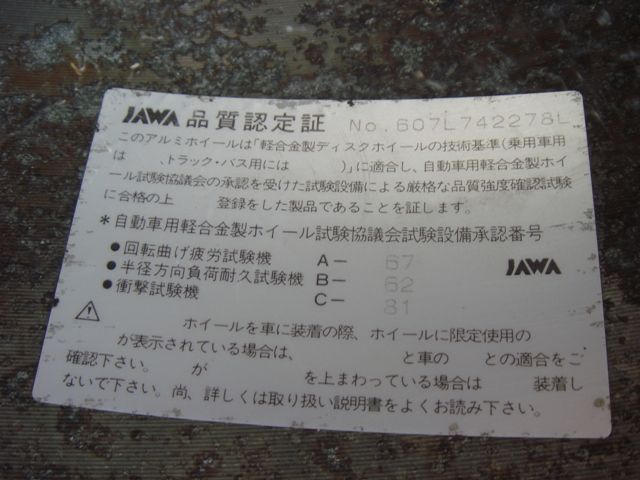 JAWA 品質認定証 No. 607L742278L
このアルミホイールは「軽合金製ディスクホイールの技術基準(乗用車用
は 、トラック・バス用には )」に適合し、自動車用軽合金製ホイ
ール試験協議会の承認を受けた試験設備による厳格な品質強度確認試験
に合格の上 登録をした製品であることを証します。
*自動車用軽合金製ホイール試験協議会試験設備承認番号
●回転曲げ疲労試験機 A- 67
●半径方向負荷耐久試験機 B- 62 JAWA
●衝撃試験機 C- 81
ホイールを車に装着の際、ホイールに限定使用の
が表示されている場合は、 と車の との適合をご
確認下さい。 が を上まわっている場合は 装着し
ないで下さい。尚、詳しくは取り扱い説明書をよくお読み下さい。